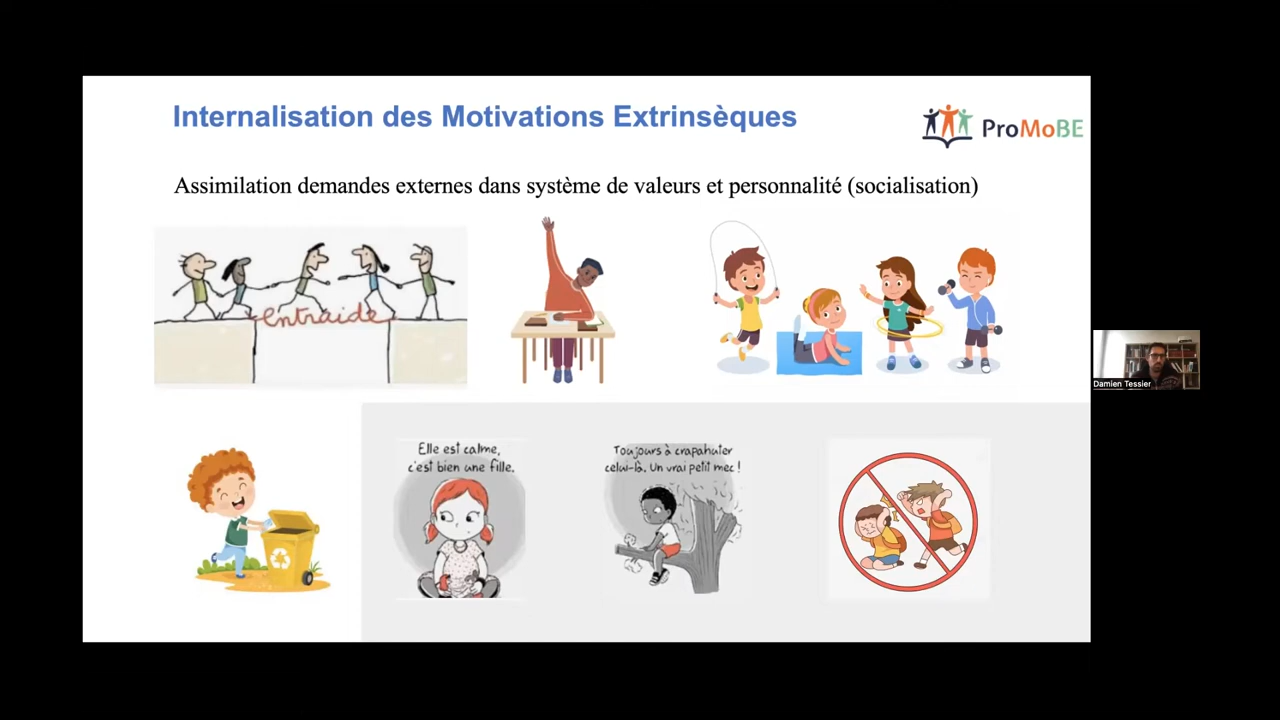 Internalisation des Motivations Extrinsèques
ProMoBE
Assimilation demandes externes dans système de valeurs et personnalité (socialisation)
entraide
Elle est calme,
c'est bien une fille.
Toujours à crapahuter
celui-là. Un vrai petit mec !
Damien Tessier